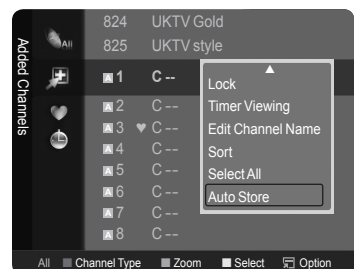 824 UKTV Gold
All
825 UKTV style
Added Channels
A 1 C --
A 2 C --
A 3 ♥ C --
A 4 C --
A 5 C --
A 6 C --
A 7 C --
A 8 C --
▲
Lock
Timer Viewing
Edit Channel Name
Sort
Select All
Auto Store
All Channel Type Zoom Select Option